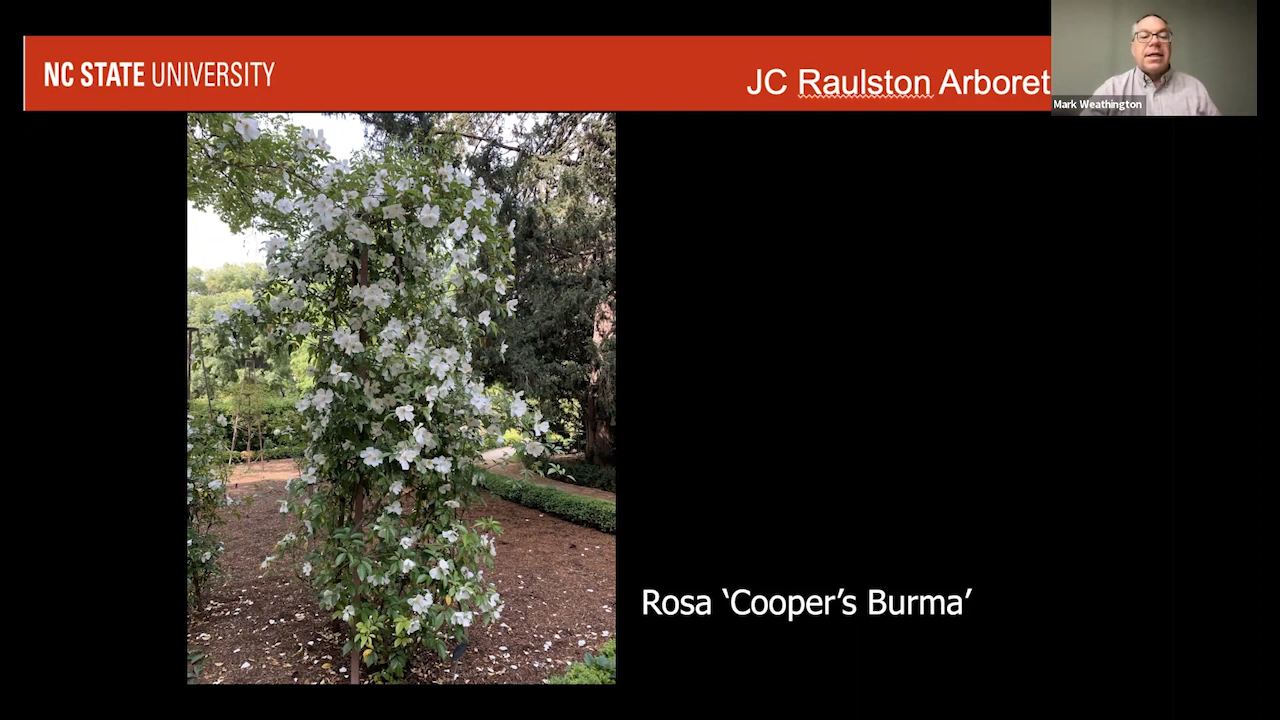 NC STATE UNIVERSITY
JC Raulston Arboret
Mark Weathington
Rosa ‘Cooper’s Burma’